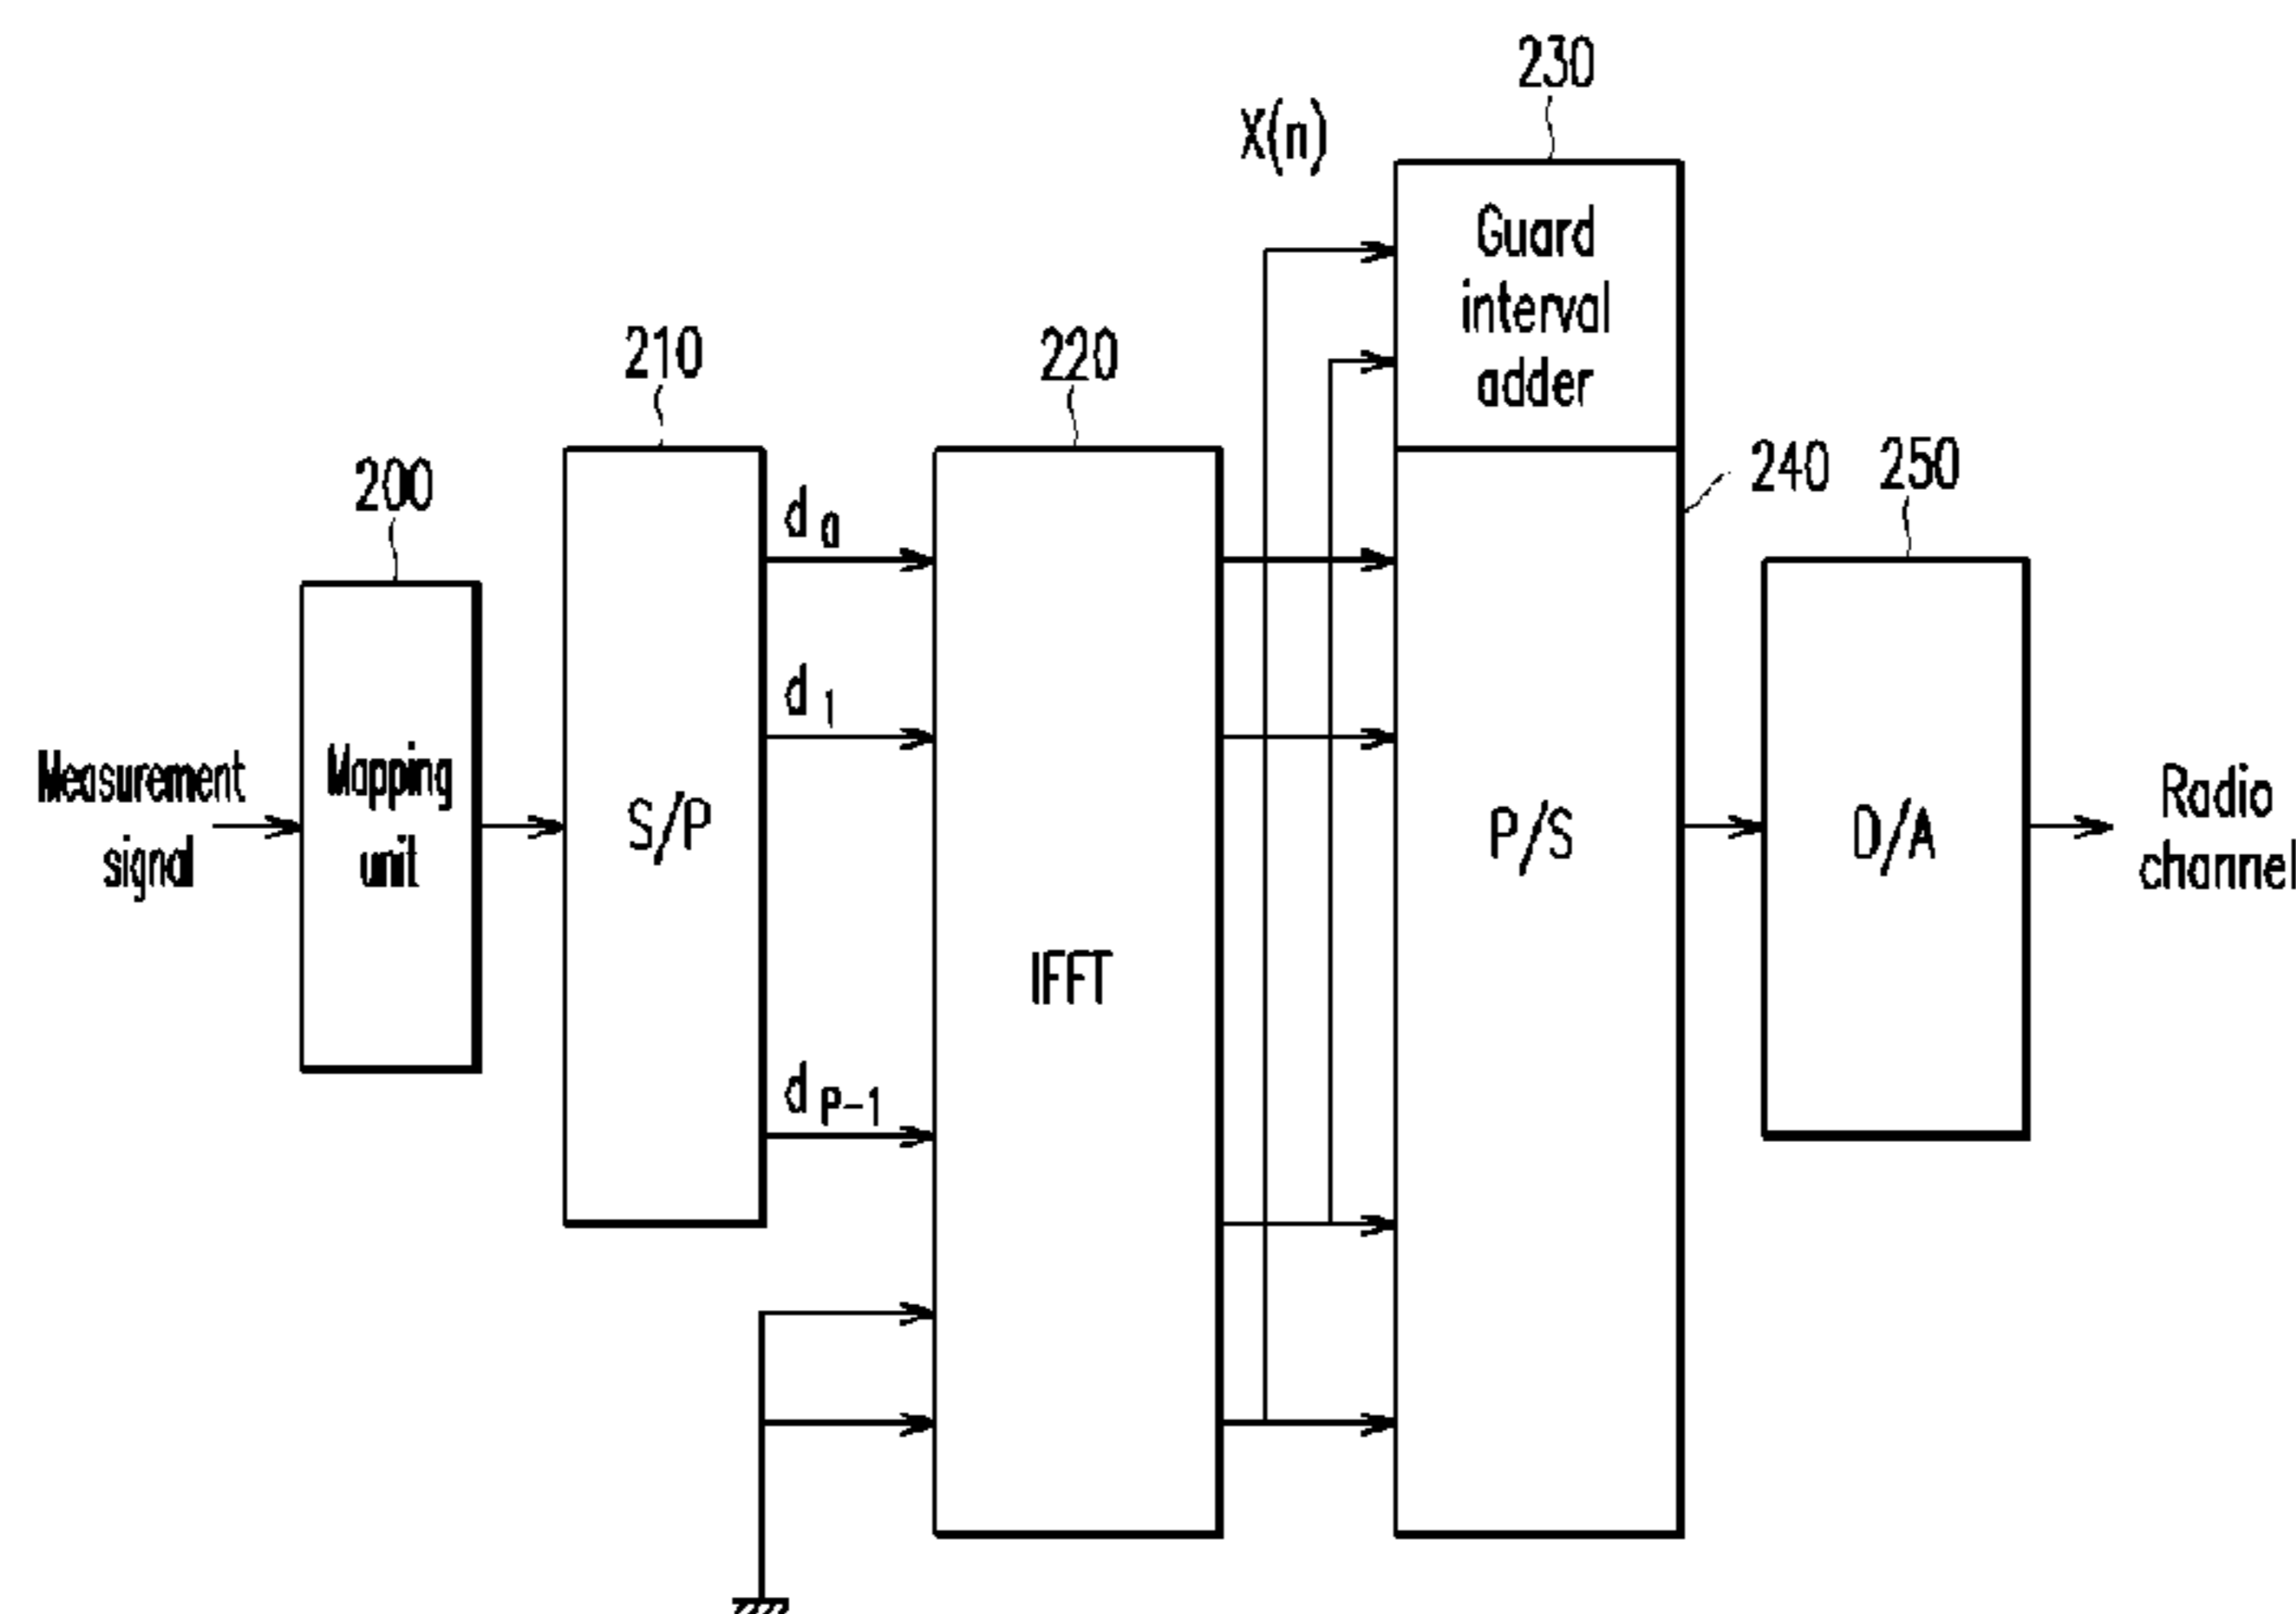 230
X(n)
Guard
interval
adder
210
220
240
250
200
d 0
d 1
Measurement
signal
Mapping
unit
S/P
P/S
D/A
Radio
channel
IFFT
d P-1